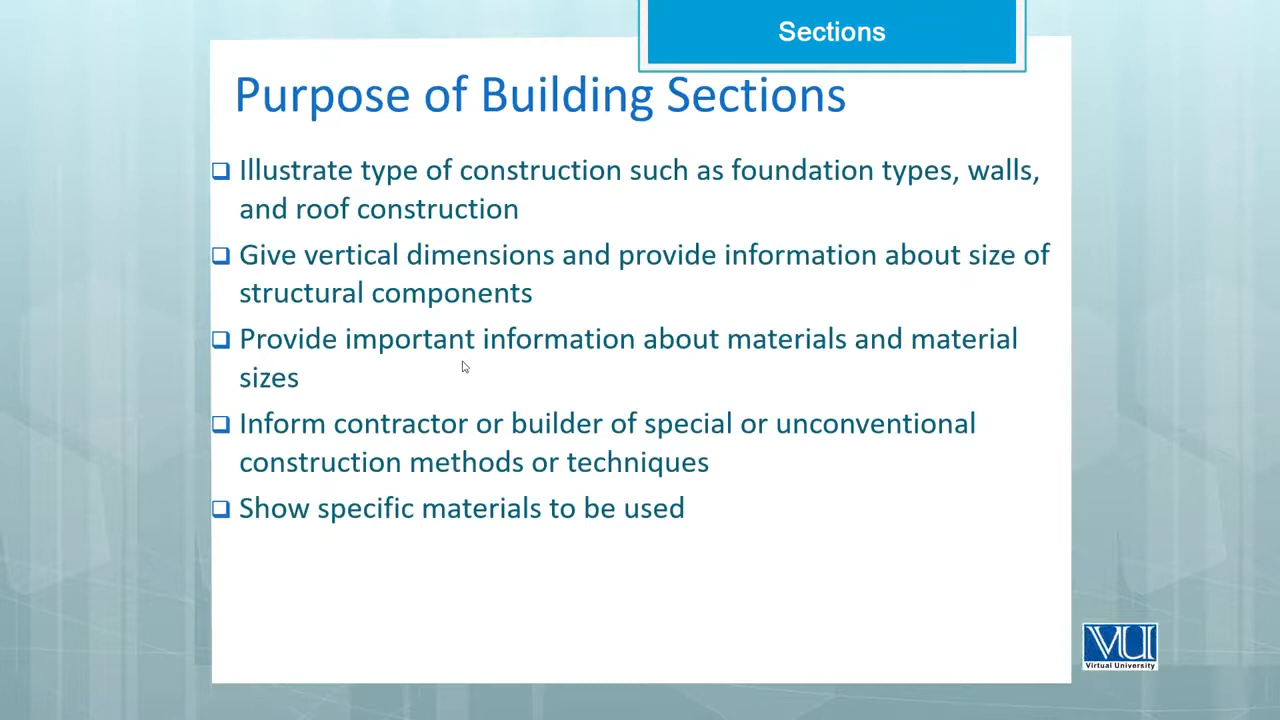 Sections
Purpose of Building Sections
Illustrate type of construction such as foundation types, walls,
and roof construction
Give vertical dimensions and provide information about size of
structural components
Provide important information about materials and material
sizes
Inform contractor or builder of special or unconventional
construction methods or techniques
Show specific materials to be used
VU
Virtual University